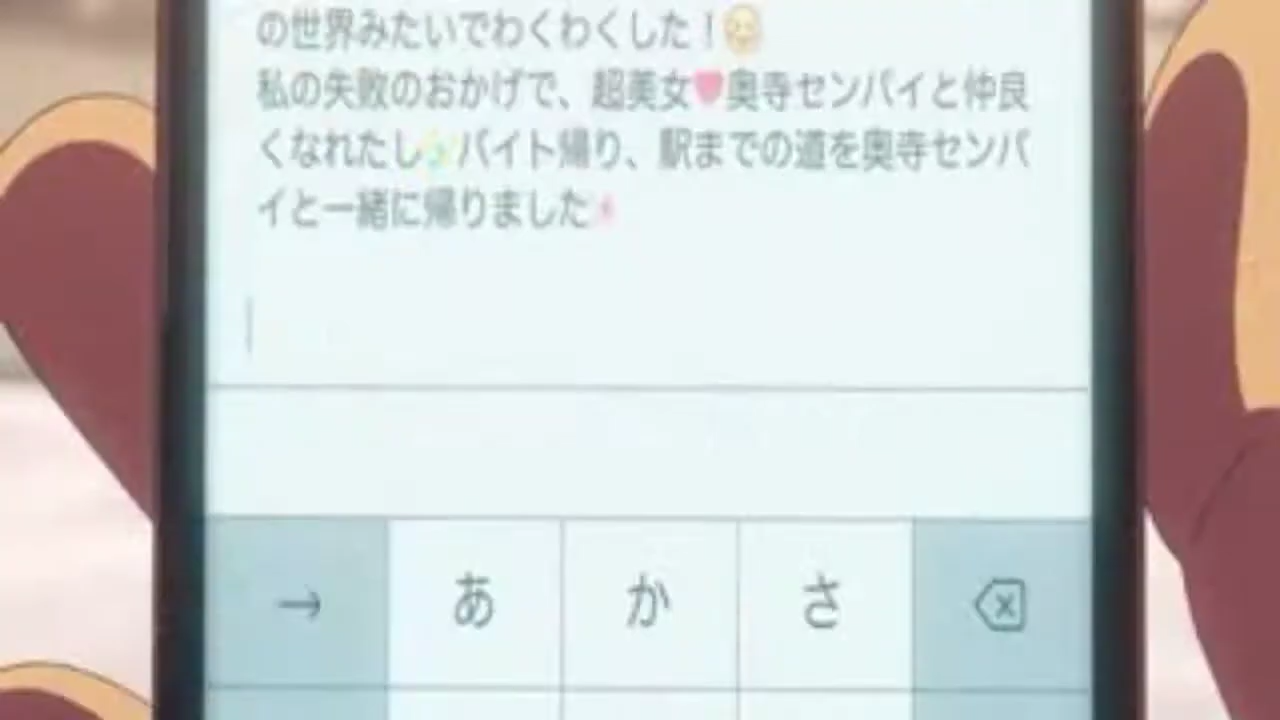 の世界みたいでわくわくした！😊
私の失敗のおかげで、超美女♥奥寺センパイと仲良
くなれたし✨バイト帰り、駅までの道を奥寺センパ
イと一緒に帰りました
→ あ か さ